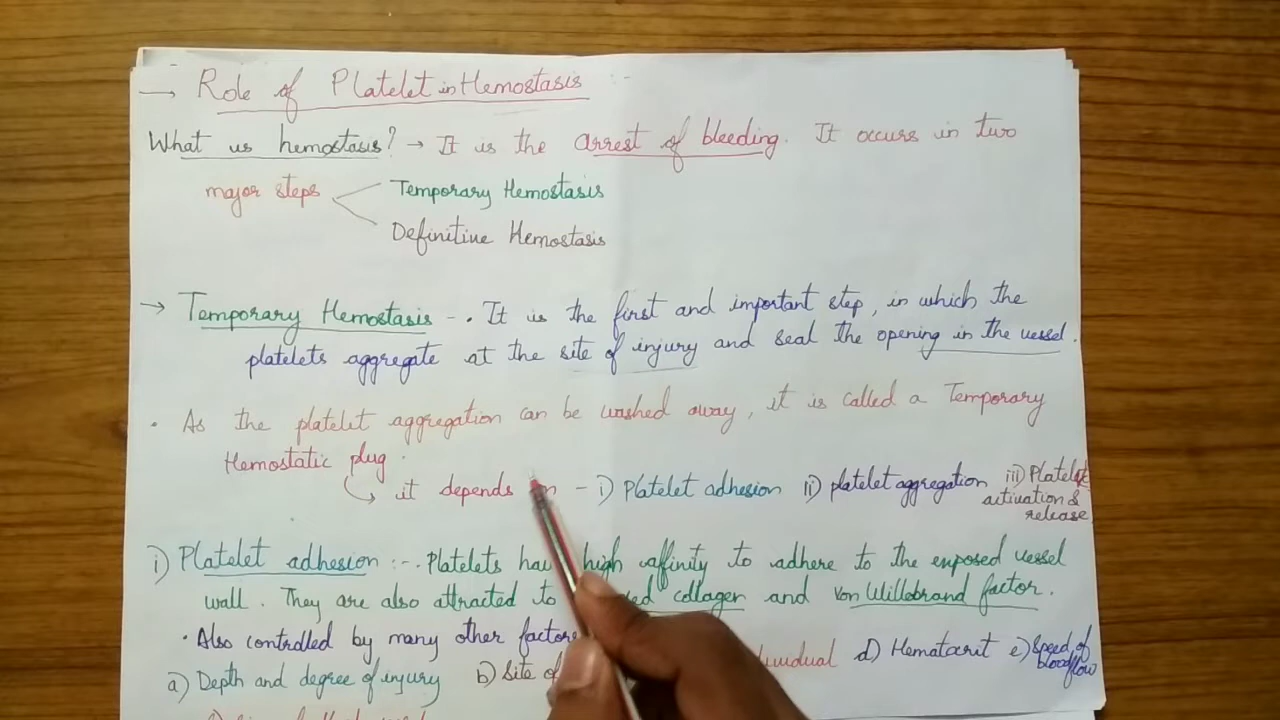 → Role of Platelet in Hemostasis :-
What is hemostasis? → It is the arrest of bleeding. It occurs in two
major steps
Temporary Hemostasis
Definitive Hemostasis
→ Temporary Hemostasis - . It is the first and important step, in which the
platelets aggregate at the site of injury and seal the opening in the vessel.
. As the platelet aggregation can be washed away, it is called a Temporary
Hemostatic plug.
it depends - i) Platelet adhesion ii) platelet aggregation iii) Platelet
activation &
release
i) Platelet adhesion :- . Platelets high affinity to adhere to the exposed vessel
wall. They are also attracted to collagen and von Willebrand factor.
. Also controlled by many other factors
a) Depth and degree of injury b) Site of d) Hematocrit e) Speed of
blood flow